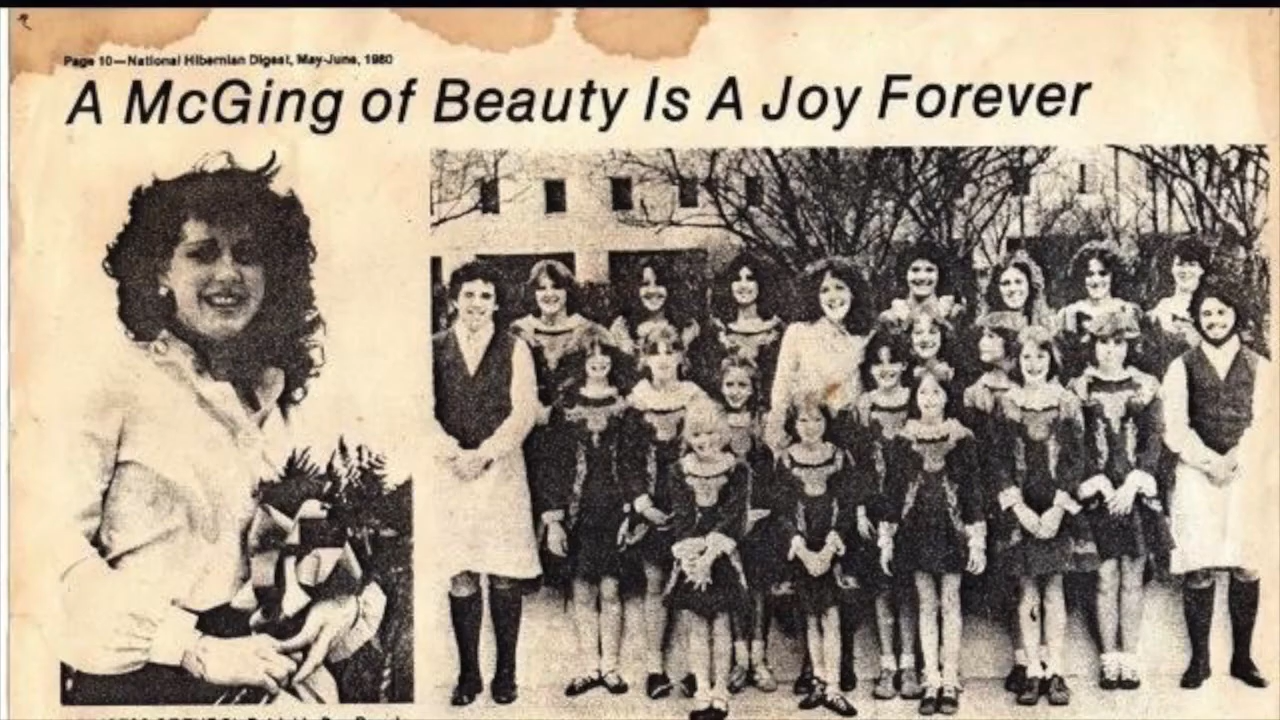 Page 10—National Hibernian Digest, May-June, 1980
A McGing of Beauty Is A Joy Forever